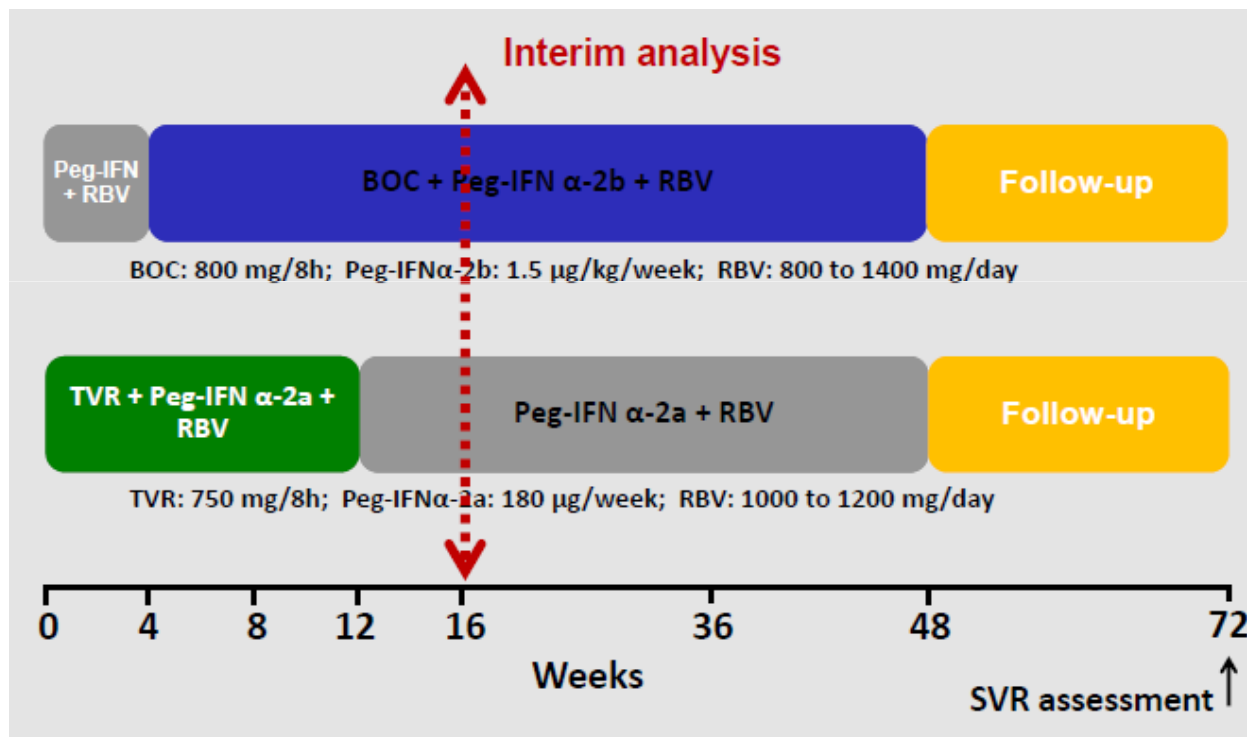 Interim analysis
Peg-IFN
+ RBV
BOC + Peg-IFN α-2b + RBV
Follow-up
BOC: 800 mg/8h; Peg-IFNα-2b: 1.5 µg/kg/week; RBV: 800 to 1400 mg/day
TVR + Peg-IFN α-2a +
RBV
Peg-IFN α-2a + RBV
Follow-up
TVR: 750 mg/8h; Peg-IFNα-2a: 180 µg/week; RBV: 1000 to 1200 mg/day
0 4 8 12 16 36 48 72
Weeks
SVR assessment